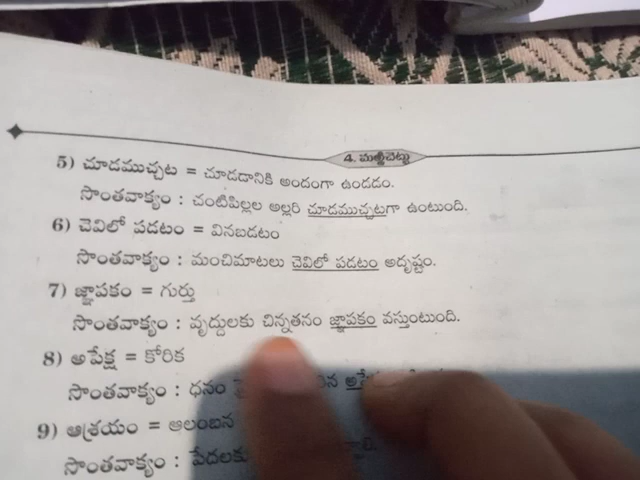 4. మఱ్ఱిచెట్టు
5) చూడముచ్చట = చూడడానికి అందంగా ఉండడం.
సొంతవాక్యం : చంటిపిల్లల అల్లరి చూడముచ్చటగా ఉంటుంది.
6) చెవిలో పడటం = వినబడటం
సొంతవాక్యం : మంచిమాటలు చెవిలో పడటం అదృష్టం.
7) జ్ఞాపకం = గుర్తు
సొంతవాక్యం : వృద్ధులకు చిన్నతనం జ్ఞాపకం వస్తుంటుంది.
8) అపేక్ష = కోరిక
సొంతవాక్యం : ధనం
9) ఆశ్రయం = ఆలంబన
సొంతవాక్యం : పేదలకు